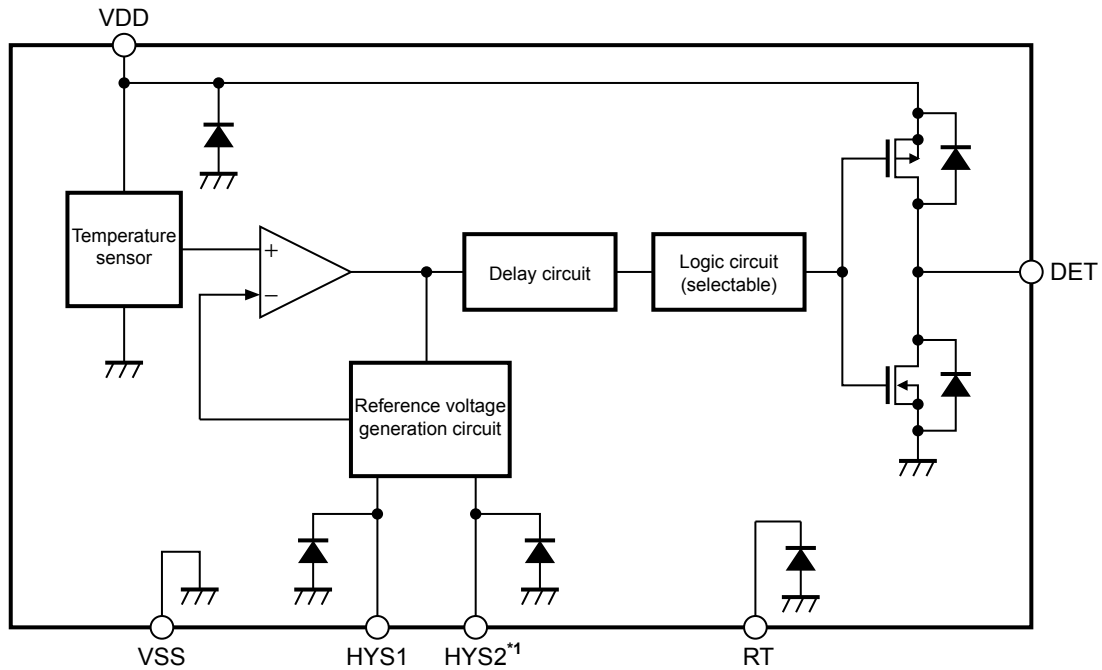 VDD
Temperature
sensor
+
−
Delay circuit
Logic circuit
(selectable)
DET
Reference voltage
generation circuit
VSS
HYS1
HYS2*1
RT